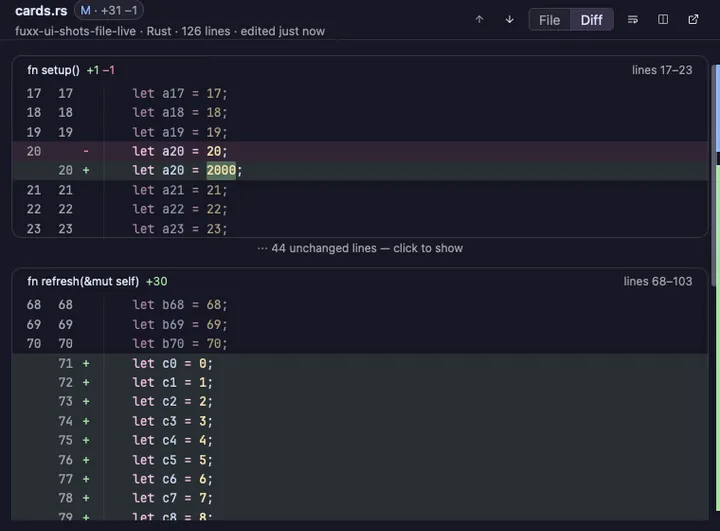 cards.rs M · +31 −1
fuxx-ui-shots-file-live · Rust · 126 lines · edited just now
↑ ↓ File Diff
fn setup() +1 −1 lines 17–23
17 17 let a17 = 17;
18 18 let a18 = 18;
19 19 let a19 = 19;
20 - let a20 = 20;
20 + let a20 = 2000;
21 21 let a21 = 21;
22 22 let a22 = 22;
23 23 let a23 = 23;
··· 44 unchanged lines — click to show
fn refresh(&mut self) +30 lines 68–103
68 68 let b68 = 68;
69 69 let b69 = 69;
70 70 let b70 = 70;
71 + let c0 = 0;
72 + let c1 = 1;
73 + let c2 = 2;
74 + let c3 = 3;
75 + let c4 = 4;
76 + let c5 = 5;
77 + let c6 = 6;
78 + let c7 = 7;
79 + let c8 = 8;